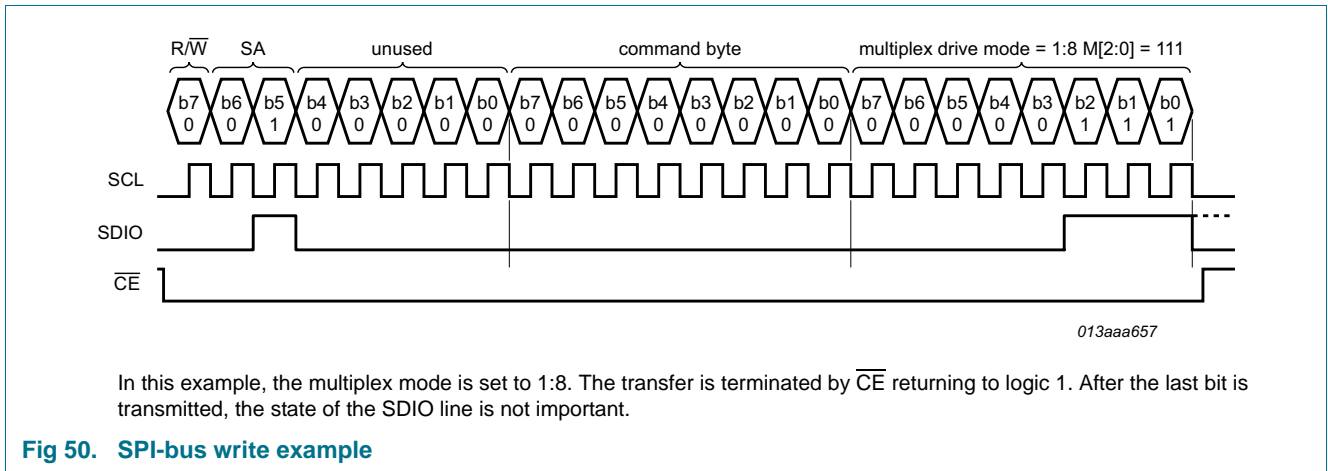 R/W SA unused command byte multiplex drive mode = 1:8 M[2:0] = 111
b7 b6 b5 b4 b3 b2 b1 b0 b7 b6 b5 b4 b3 b2 b1 b0 b7 b6 b5 b4 b3 b2 b1 b0
0 0 1 0 0 0 0 0 0 0 0 0 0 0 0 0 0 0 0 0 0 1 1 1
SCL
SDIO
CE
013aaa657
In this example, the multiplex mode is set to 1:8. The transfer is terminated by CE returning to logic 1. After the last bit is
transmitted, the state of the SDIO line is not important.
Fig 50. SPI-bus write example